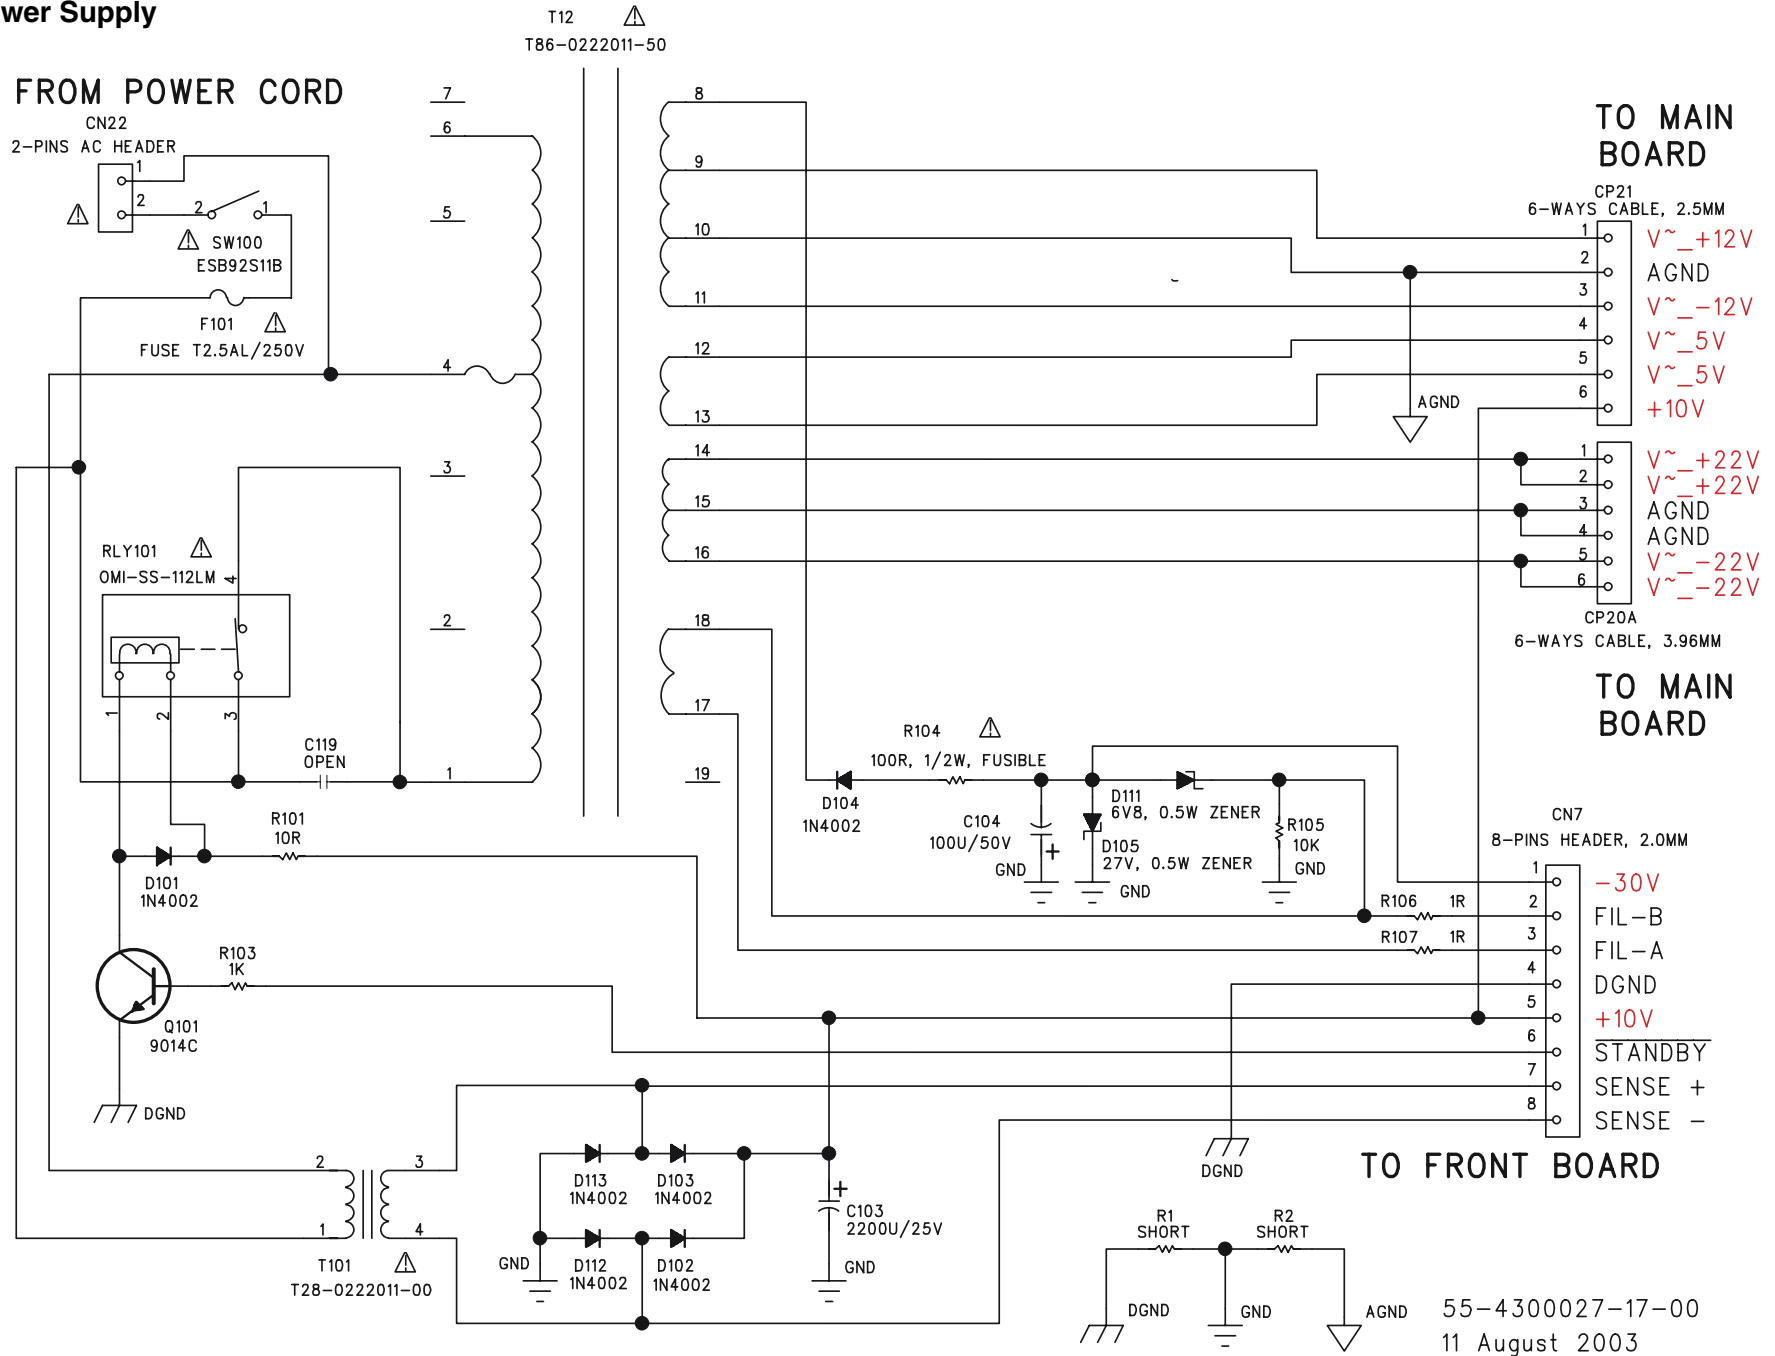 wer Supply
T12
T86-0222011-50
FROM POWER CORD
CN22
2-PINS AC HEADER
1
2
2
1
SW100
ESB92S11B
F101
FUSE T2.5AL/250V
7
6
5
4
3
2
1
8
9
10
11
12
13
14
15
16
18
17
19
TO MAIN
BOARD
CP21
6-WAYS CABLE, 2.5MM
1 V~_+12V
2 AGND
3 V~_-12V
4 V~_5V
5 V~_5V
6 +10V
AGND
1 V~_+22V
2 V~_+22V
3 AGND
4 AGND
5 V~_-22V
6 V~_-22V
CP20A
6-WAYS CABLE, 3.96MM
TO MAIN
BOARD
RLY101
OMI-SS-112LM
4
1
2
3
C119
OPEN
R101
10R
D101
1N4002
R103
1K
Q101
9014C
DGND
R104
100R, 1/2W, FUSIBLE
D104
1N4002
C104
100U/50V
+
GND
D111
6V8, 0.5W ZENER
D105
27V, 0.5W ZENER
GND
R105
10K
GND
R106 1R
R107 1R
CN7
8-PINS HEADER, 2.0MM
1 -30V
2 FIL-B
3 FIL-A
4 DGND
5 +10V
6 STANDBY
7 SENSE +
8 SENSE -
TO FRONT BOARD
DGND
2
1
3
4
T101
T28-0222011-00
D113
1N4002
D103
1N4002
D112
1N4002
D102
1N4002
GND
+
C103
2200U/25V
GND
R1
SHORT
R2
SHORT
DGND
GND
AGND
55-4300027-17-00
11 August 2003